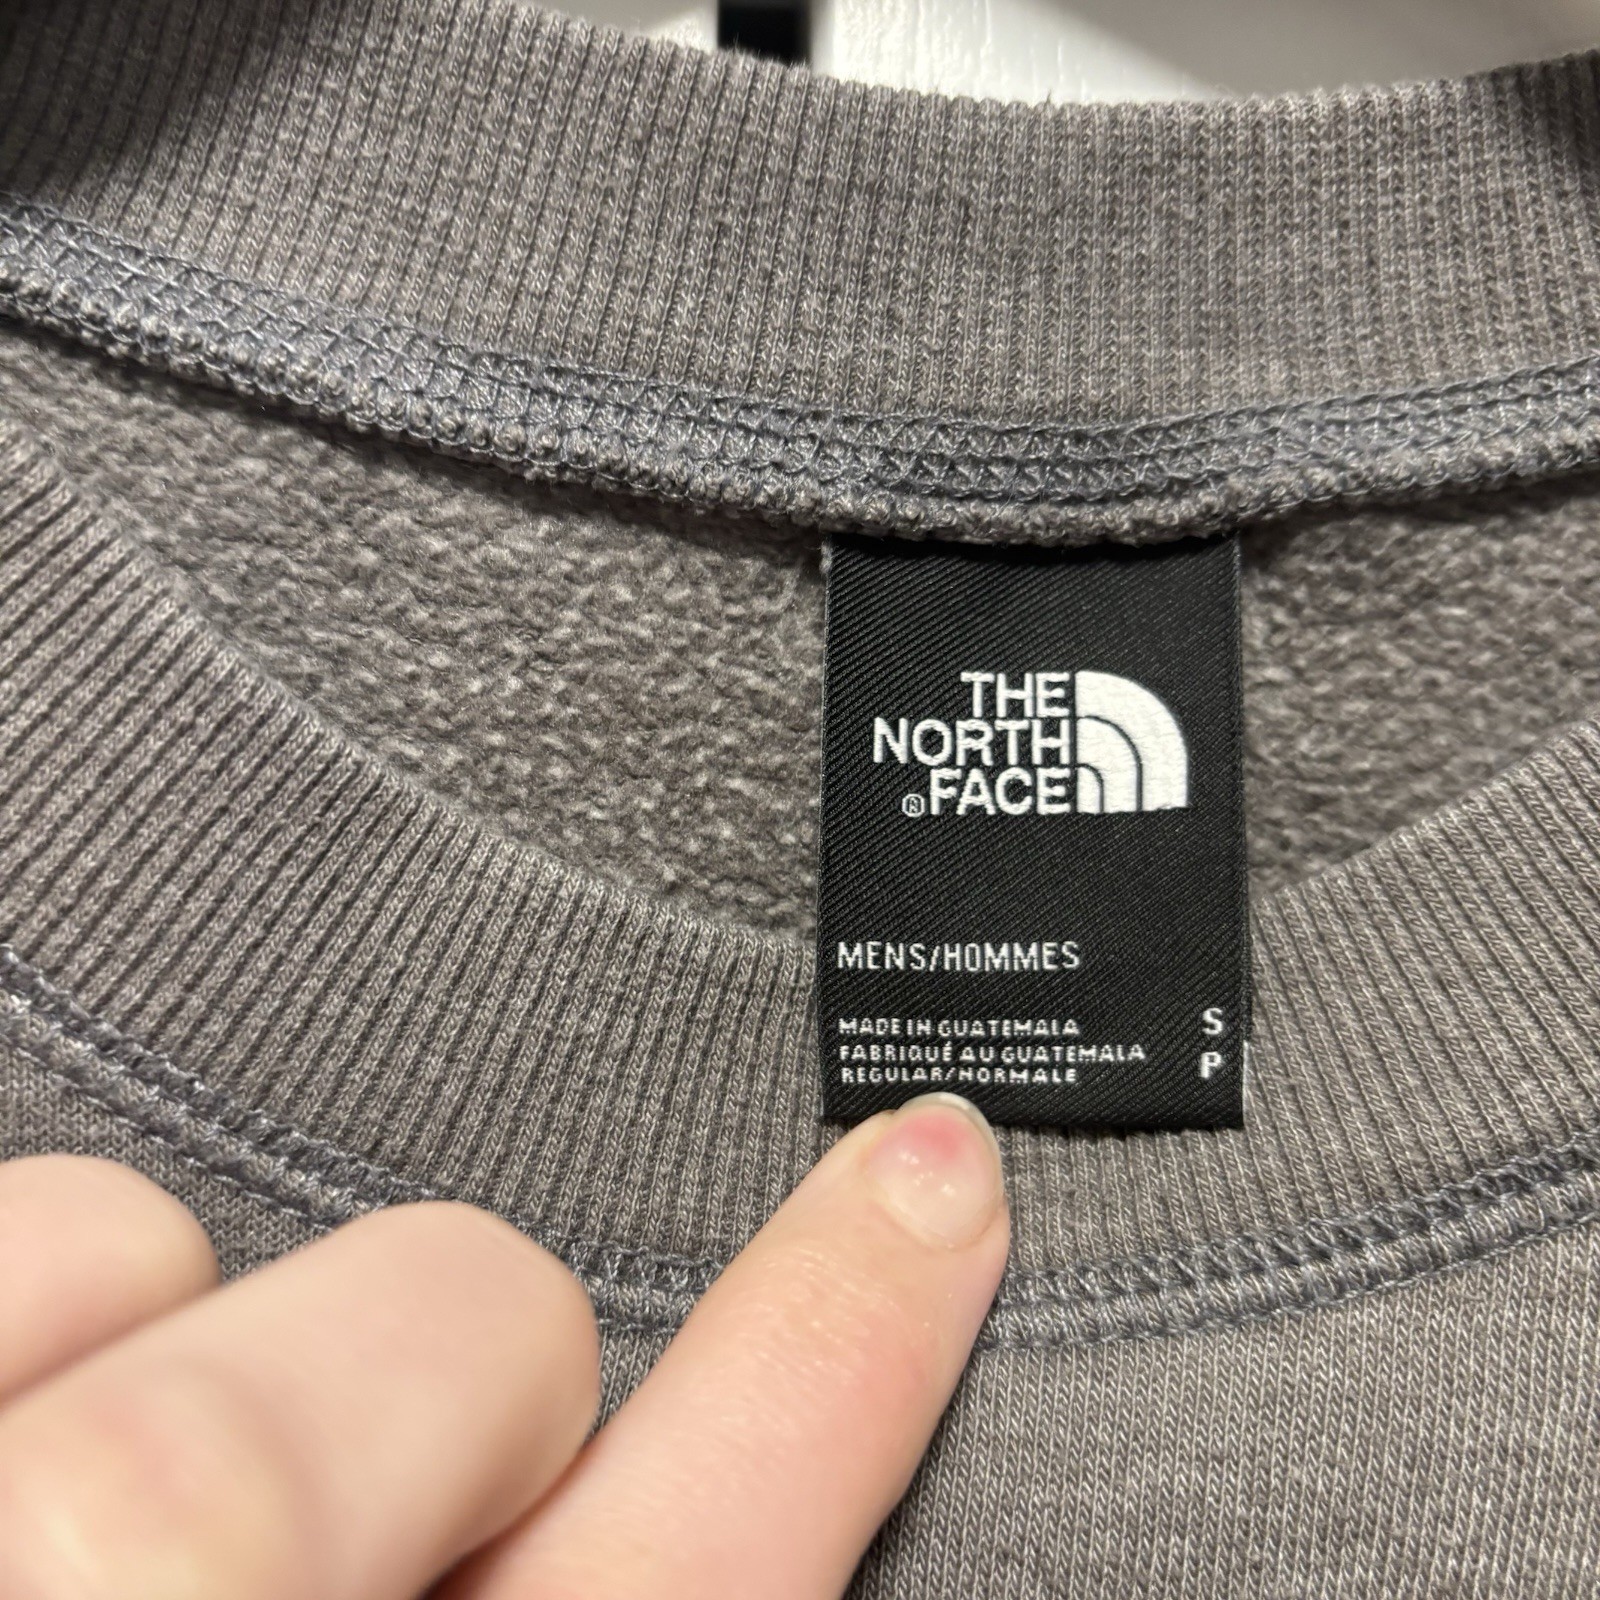 THE
NORTH
®FACE
MENS/HOMMES
MADE IN GUATEMALA S
FABRIQUÉ AU GUATEMALA P
REGULAR/NORMALE